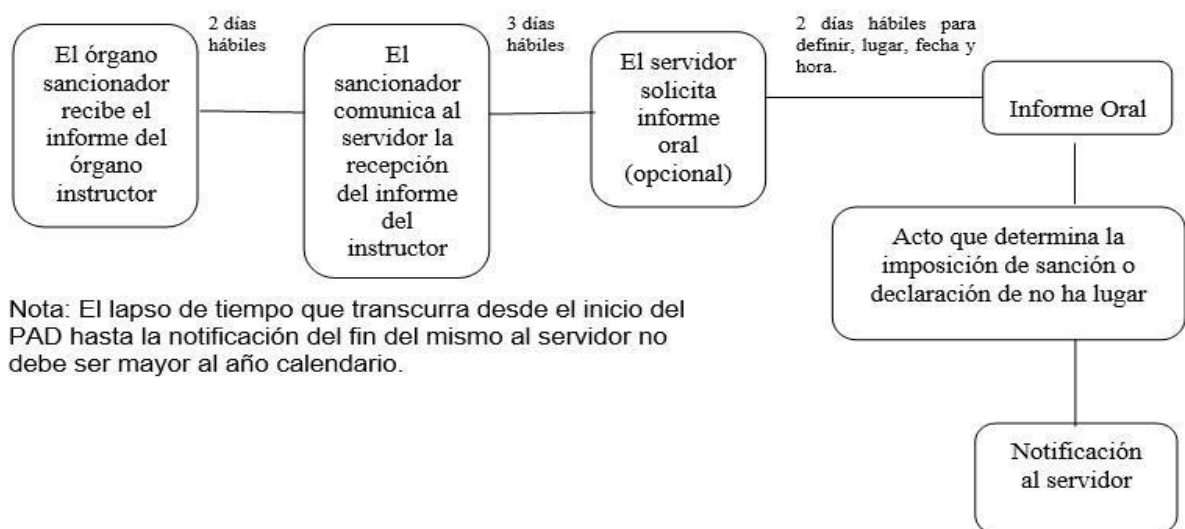 El órgano
sancionador
recibe el
informe del
órgano
instructor
2 días
hábiles
El
sancionador
comunica al
servidor la
recepción
del informe
del
instructor
3 días
hábiles
El servidor
solicita
informe
oral
(opcional)
2 días hábiles para
definir, lugar, fecha y
hora.
Informe Oral
Acto que determina la
imposición de sanción o
declaración de no ha lugar
Notificación
al servidor
Nota: El lapso de tiempo que transcurra desde el inicio del
PAD hasta la notificación del fin del mismo al servidor no
debe ser mayor al año calendario.